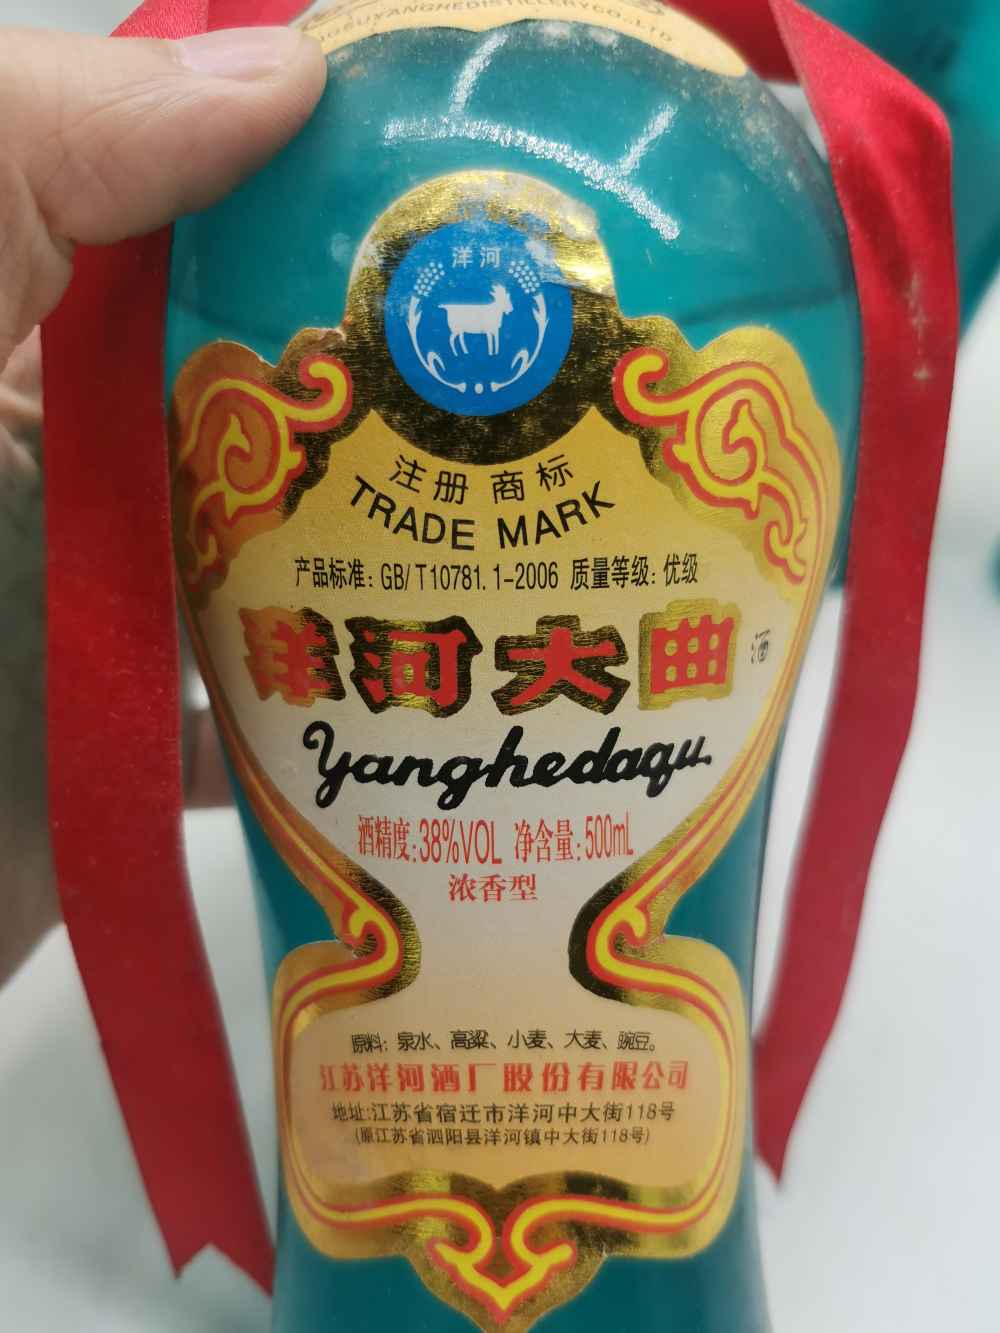 JIANGSUYANGHEDISTILLERYCO.,LTD
洋河
注册 商标
TRADE MARK
产品标准: GB/T10781.1-2006 质量等级: 优级
洋河大曲 酒
Yanghedaqu
酒精度:38%VOL 净含量:500mL
浓香型
原料: 泉水、高粱、小麦、大麦、豌豆。
江苏洋河酒厂股份有限公司
地址:江苏省宿迁市洋河中大街118号
(原江苏省泗阳县洋河镇中大街118号)